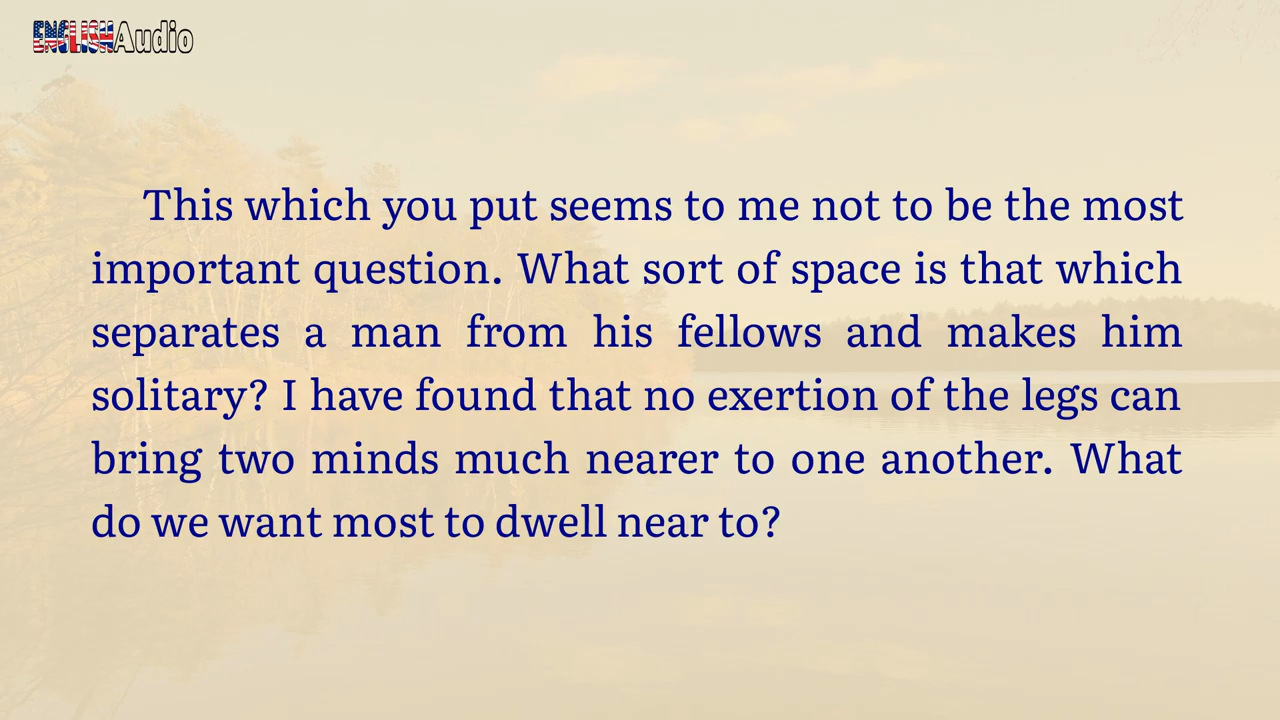 ENGLISHAudio
This which you put seems to me not to be the most
important question. What sort of space is that which
separates a man from his fellows and makes him
solitary? I have found that no exertion of the legs can
bring two minds much nearer to one another. What
do we want most to dwell near to?